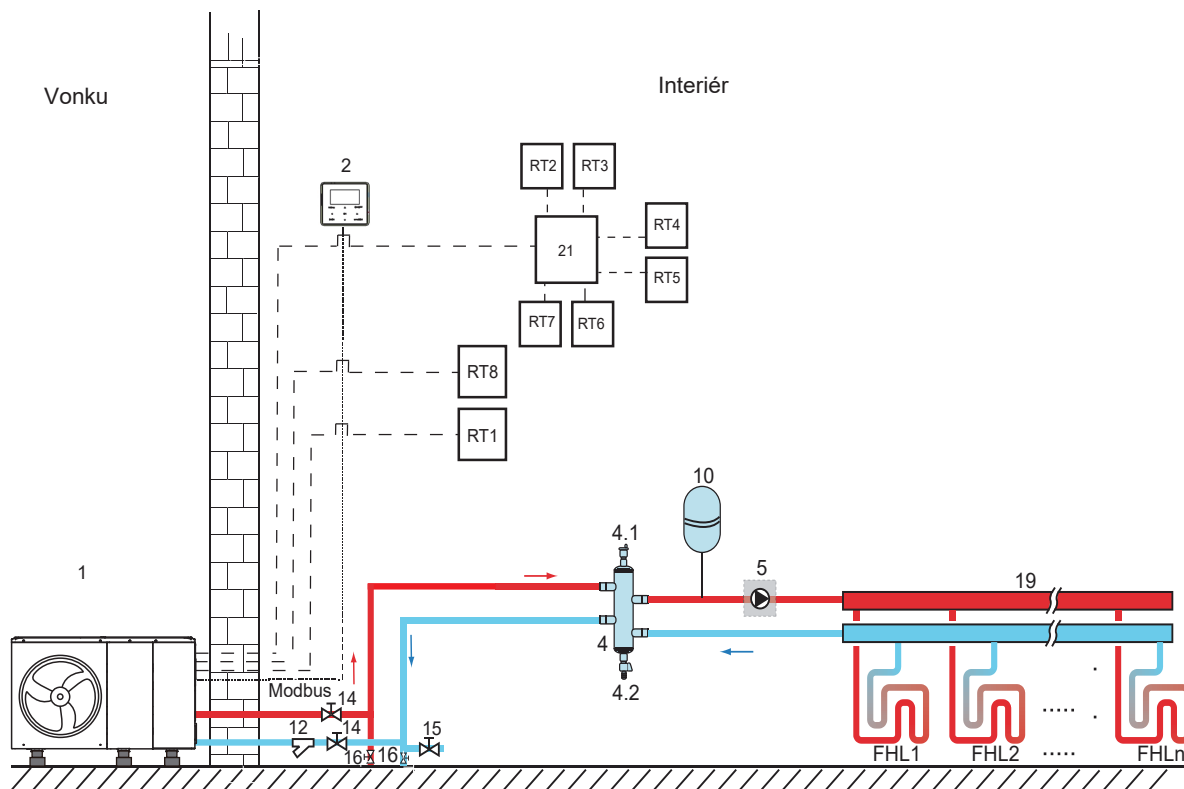 Vonku
Interiér
2
RT2
RT3
RT4
21
RT5
RT7
RT6
RT8
RT1
10
4.1
1
5
19
4
4.2
Modbus
14
12
14
15
16
16
.....
.
FHL1
FHL2
.....
FHLn